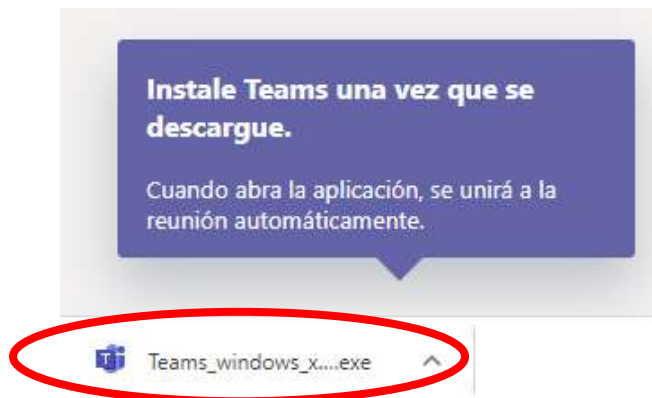 Instale Teams una vez que se
descargue.
Cuando abra la aplicación, se unirá a la
reunión automáticamente.
Teams_windows_x....exe